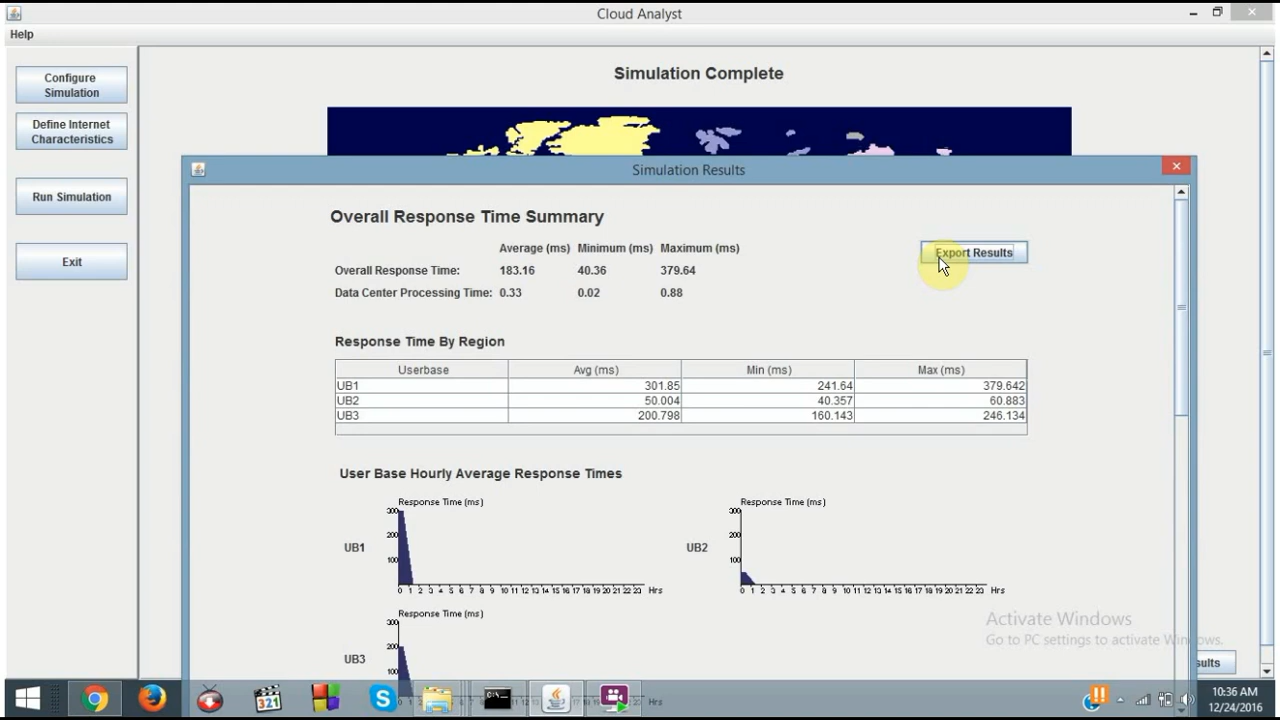 Cloud Analyst
Help
Configure
Simulation
Define Internet
Characteristics
Run Simulation
Exit
Simulation Complete
Simulation Results
Overall Response Time Summary
Average (ms) Minimum (ms) Maximum (ms)
Export Results
Overall Response Time: 183.16 40.36 379.64
Data Center Processing Time: 0.33 0.02 0.88
Response Time By Region
Userbase Avg (ms) Min (ms) Max (ms)
UB1 301.85 241.64 379.642
UB2 50.004 40.357 60.883
UB3 200.798 160.143 246.134
User Base Hourly Average Response Times
Response Time (ms)
300
200
100
UB1
0 1 2 3 4 5 6 7 8 9 10 11 12 13 14 15 16 17 18 19 20 21 22 23 Hrs
Response Time (ms)
300
200
100
UB2
0 1 2 3 4 5 6 7 8 9 10 11 12 13 14 15 16 17 18 19 20 21 22 23 Hrs
Response Time (ms)
300
200
100
UB3
Hrs
Hrs
Activate Windows
Go to PC settings to activate Windows.
sults
321
C:\
10:36 AM
12/24/2016